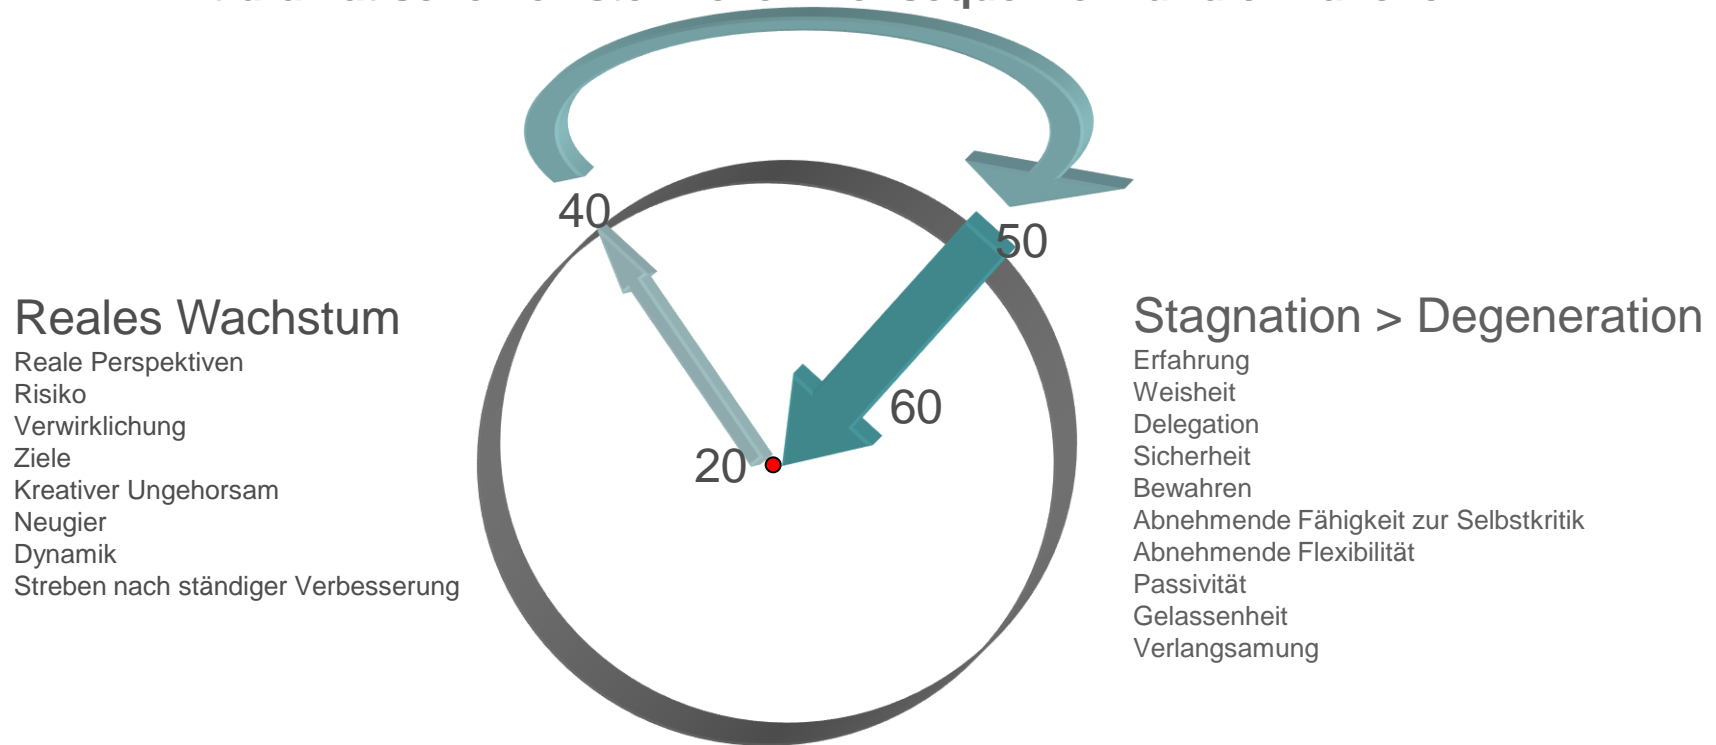 40
50
60
20
Reales Wachstum
Reale Perspektiven
Risiko
Verwirklichung
Ziele
Kreativer Ungehorsam
Neugier
Dynamik
Streben nach ständiger Verbesserung
Stagnation > Degeneration
Erfahrung
Weisheit
Delegation
Sicherheit
Bewahren
Abnehmende Fähigkeit zur Selbstkritik
Abnehmende Flexibilität
Passivität
Gelassenheit
Verlangsamung